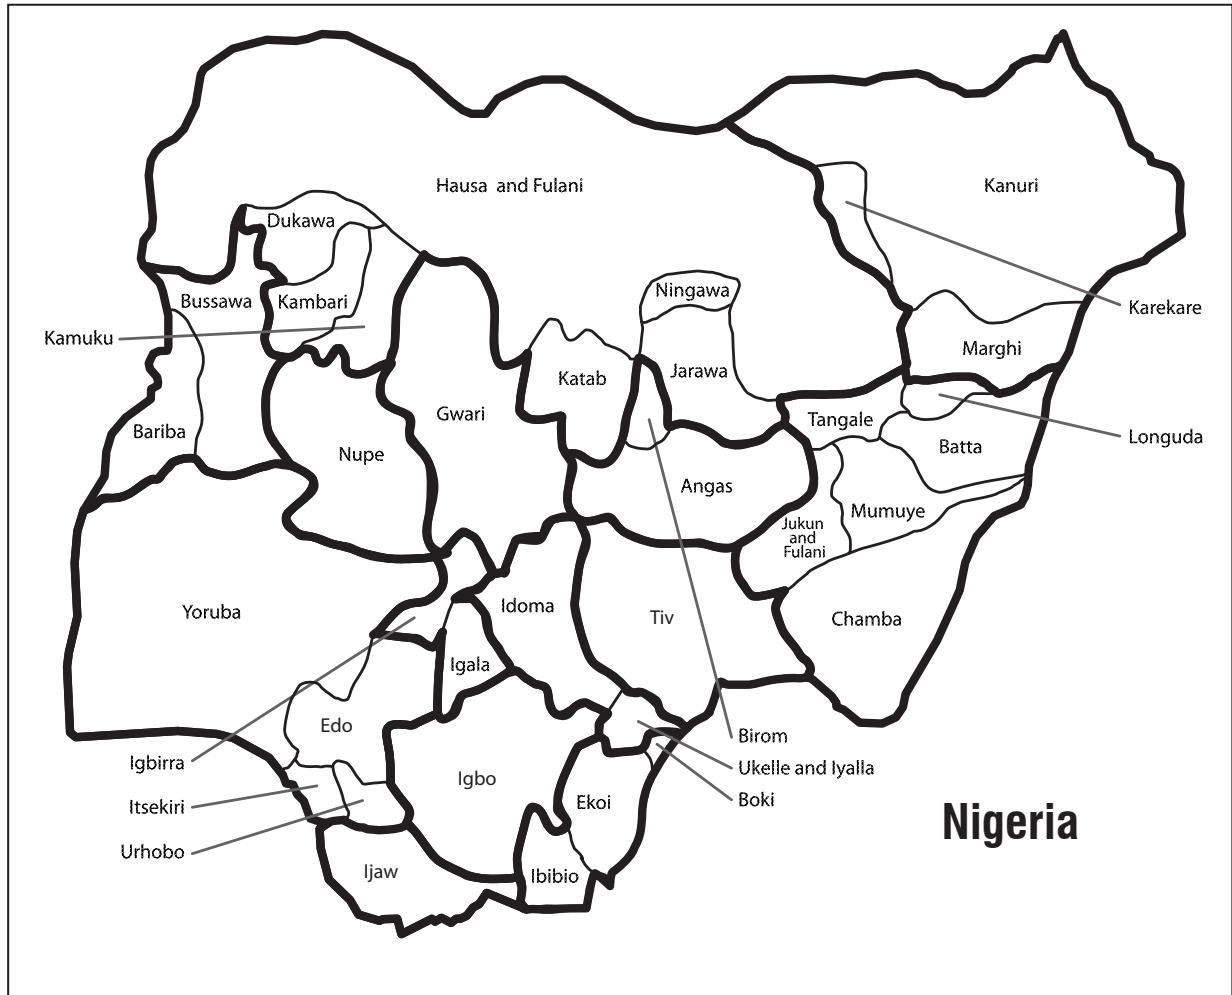 Hausa and Fulani
Kanuri
Dukawa
Bussawa
Kambari
Ningawa
Karekare
Kamuku
Marghi
Katab
Jarawa
Gwari
Tangale
Longuda
Bariba
Batta
Nupe
Angas
Mumuye
Jukun
and
Fulani
Yoruba
Idoma
Tiv
Chamba
Igala
Edo
Birom
Igbirra
Ukelle and Iyalla
Igbo
Boki
Itsekiri
Ekoi
Nigeria
Urhobo
Ijaw
Ibibio